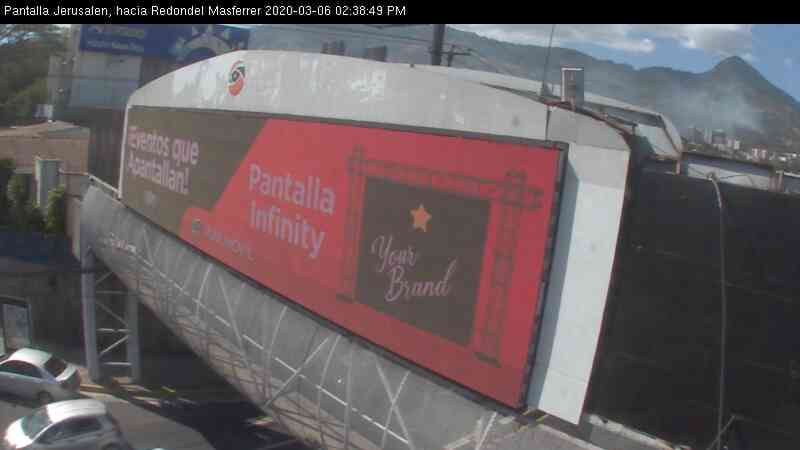 Pantalla Jerusalen, hacia Redondel Masferrer 2020-03-06 02:38:49 PM
¡Eventos que
Apantallan!
Pantalla
Infinity
Your
Brand